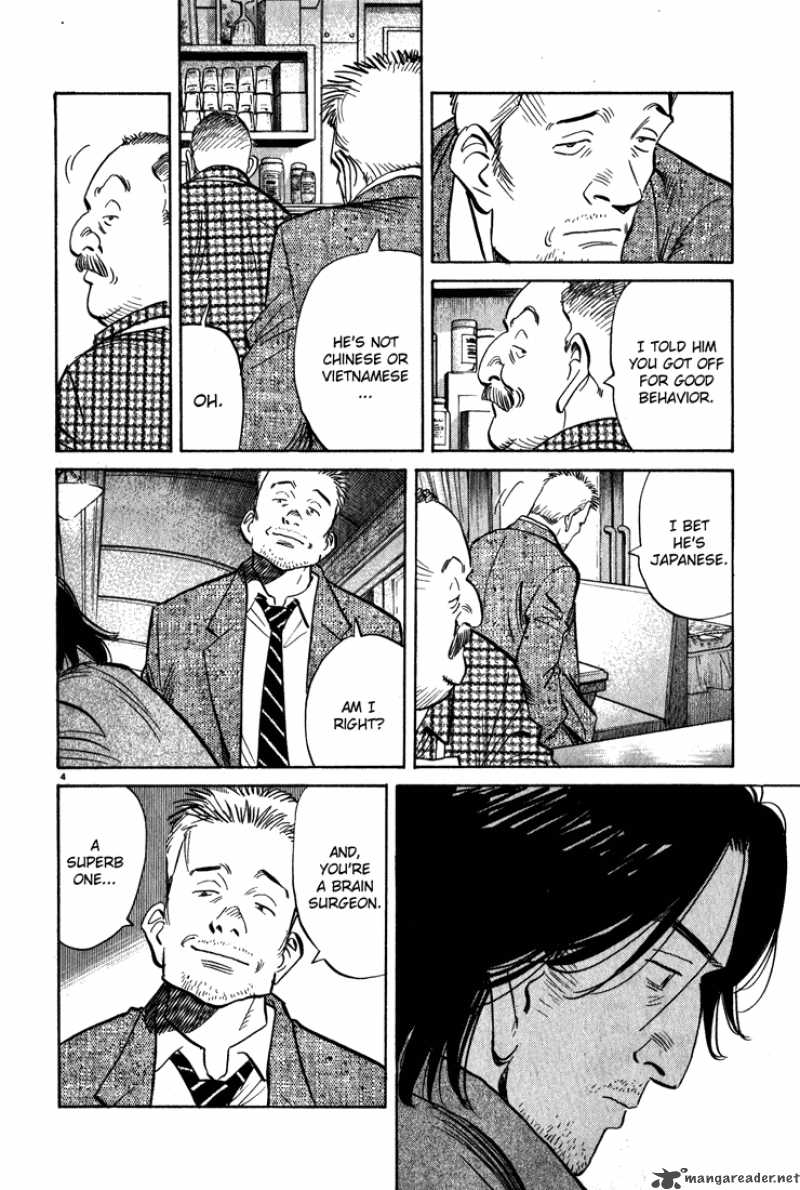 I TOLD HIM
YOU GOT OFF
FOR GOOD
BEHAVIOR.
HE'S NOT
CHINESE OR
VIETNAMESE
...
OH.
I BET
HE'S
JAPANESE.
AM I
RIGHT?
4
AND,
YOU'RE
A BRAIN
SURGEON.
A
SUPERB
ONE...
mangareader.net